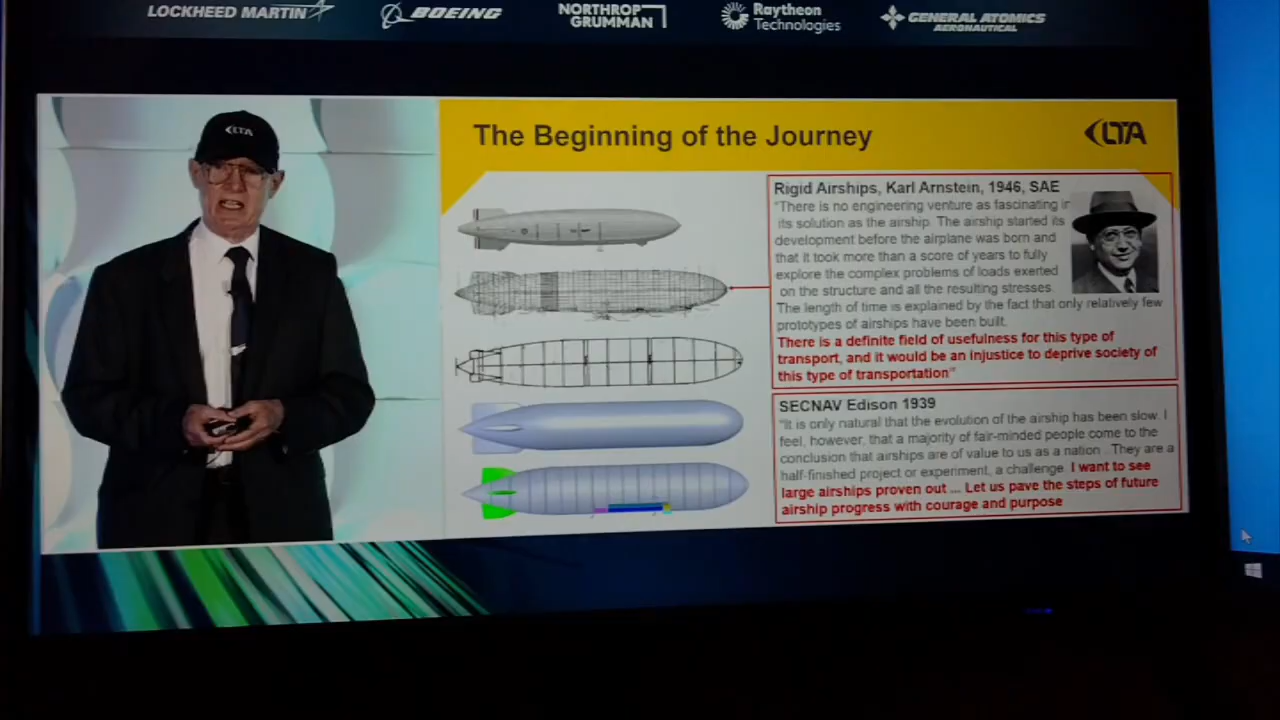 LOCKHEED MARTIN
BOEING
NORTHROP
GRUMMAN
Raytheon
Technologies
GENERAL ATOMICS
AERONAUTICAL
LTA
The Beginning of the Journey
LTA
Rigid Airships, Karl Arnstein, 1946, SAE
"There is no engineering venture as fascinating in
its solution as the airship. The airship started its
development before the airplane was born and
that it took more than a score of years to fully
explore the complex problems of loads exerted
on the structure and all the resulting stresses.
The length of time is explained by the fact that only relatively few
prototypes of airships have been built.
There is a definite field of usefulness for this type of
transport, and it would be an injustice to deprive society of
this type of transportation"
SECNAV Edison 1939
"It is only natural that the evolution of the airship has been slow. I
feel, however, that a majority of fair-minded people come to the
conclusion that airships are of value to us as a nation . They are a
half-finished project or experiment, a challenge. I want to see
large airships proven out ... Let us pave the steps of future
airship progress with courage and purpose